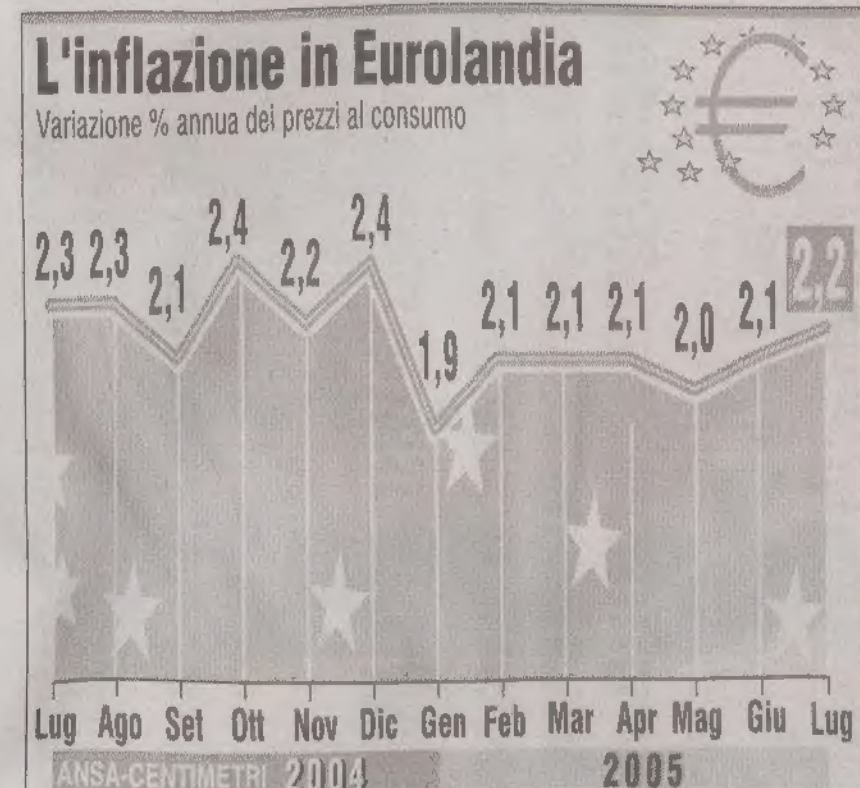 L'inflazione in Eurolandia
Variazione % annua dei prezzi al consumo
2,3 2,3 2,1 2,4 2,2 2,4 1,9 2,1 2,1 2,1 2,0 2,1 2,2
Lug Ago Set Ott Nov Dic Gen Feb Mar Apr Mag Giu Lug
ANSA-CENTIMETRI 2004 2005